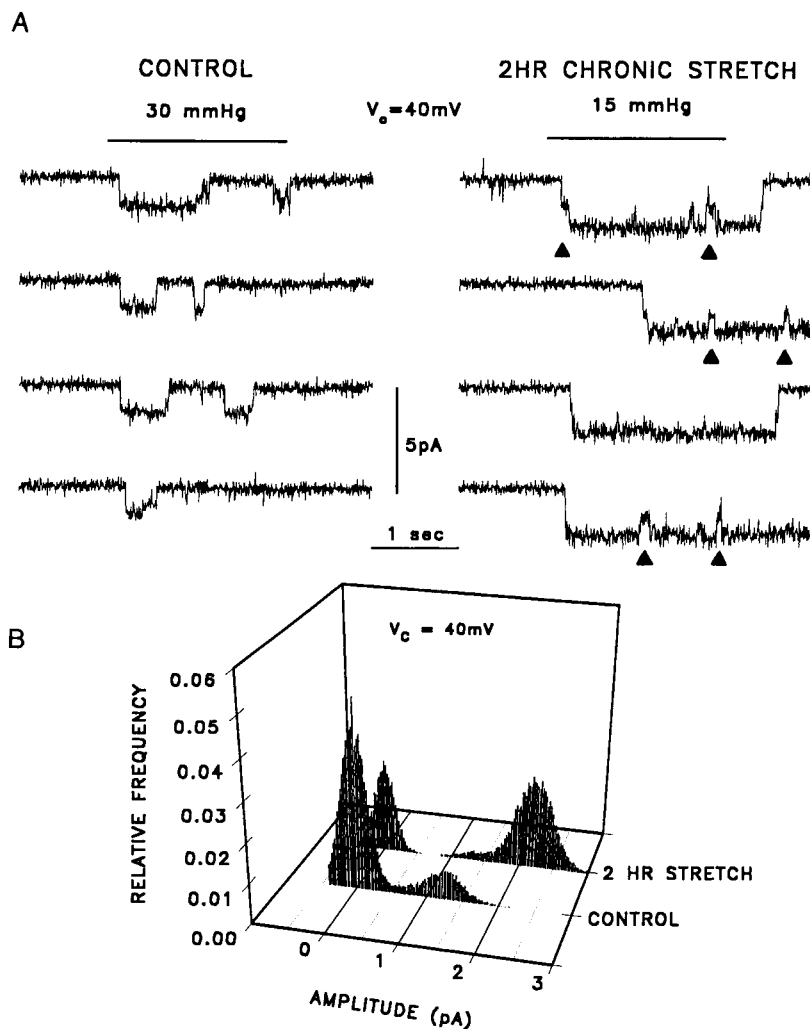 A
CONTROL
30 mmHg
Vo=40mV
2HR CHRONIC STRETCH
15 mmHg
5pA
1 sec
B
VC = 40mV
RELATIVE FREQUENCY
0.06
0.05
0.04
0.03
0.02
0.01
0.00
0
1
2
3
AMPLITUDE (pA)
2 HR STRETCH
CONTROL